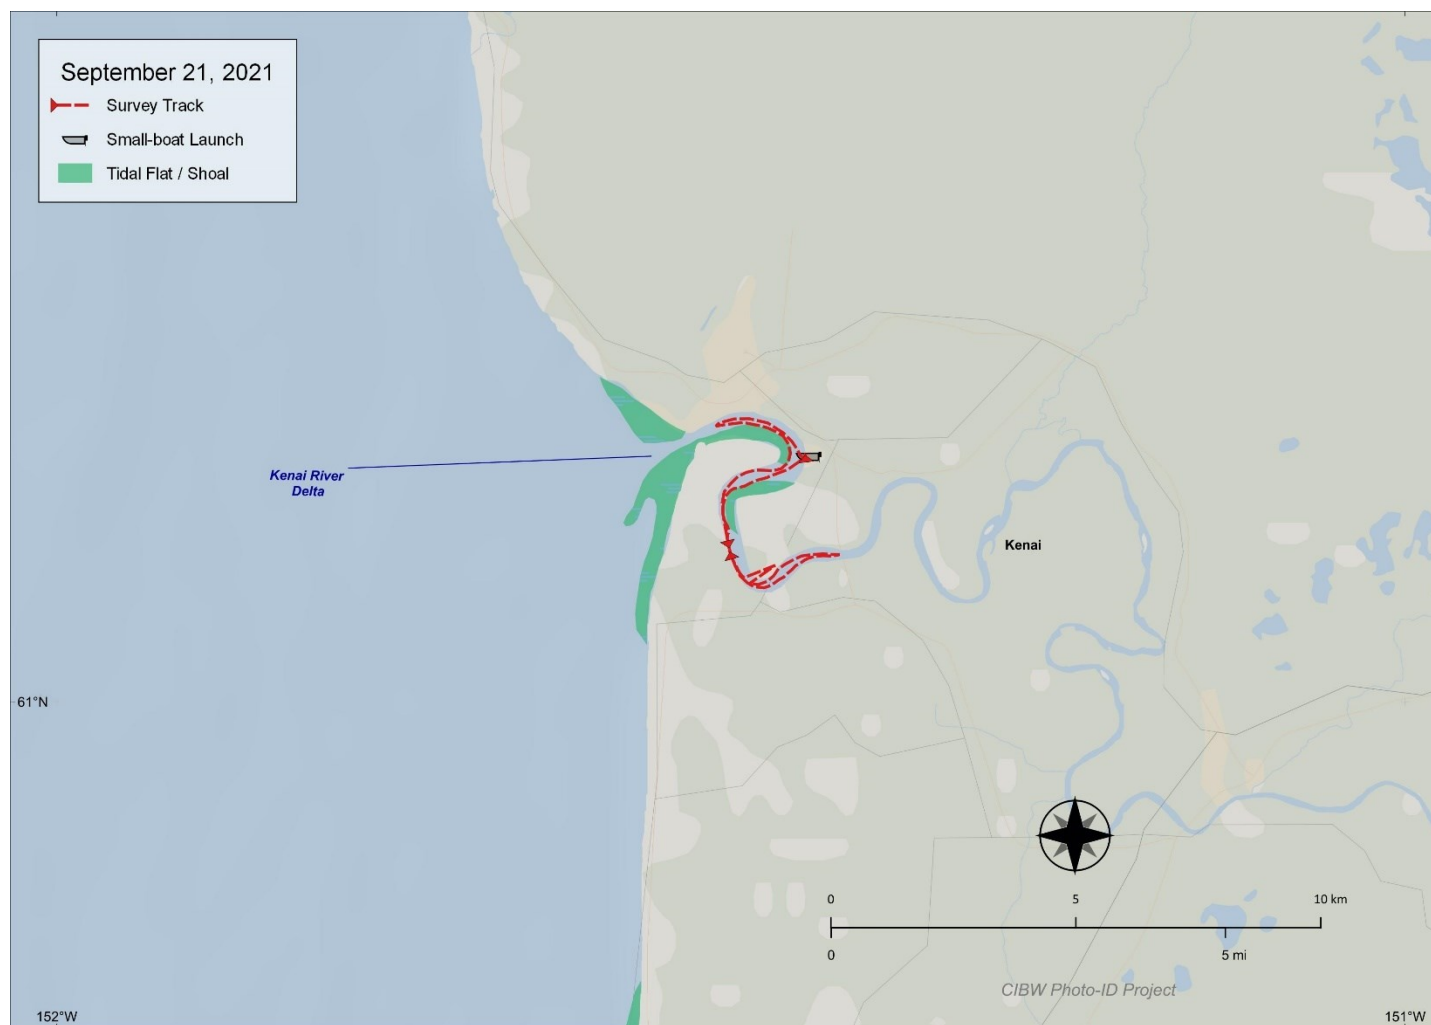 September 21, 2021
Survey Track
Small-boat Launch
Tidal Flat / Shoal
Kenai River
Delta
Kenai
61°N
0 5 10 km
0 5 mi
CIBW Photo-ID Project
152°W 151°W